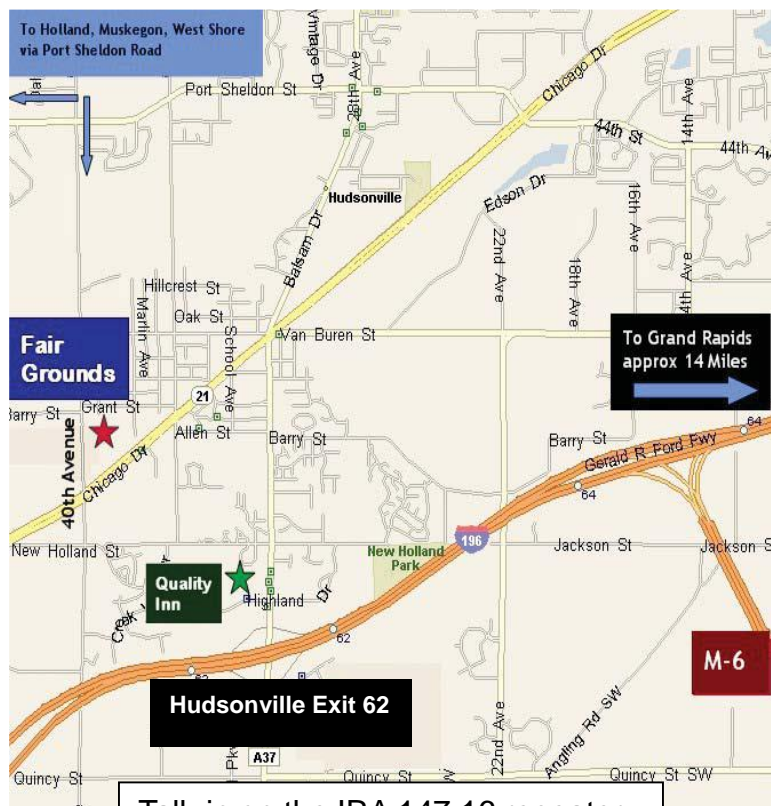 To Holland, Muskegon, West Shore
via Port Sheldon Road
Vintage Dr
28th Ave
Port Sheldon St
Chicago Dr
44th St
14th Ave
44th Av
Hudsonville
Edson Dr
16th Ave
Balsam Dr
22nd Ave
18th Ave
4th Ave
Hillcrest St
Marlin Ave
Oak St
School Ave
Van Buren St
To Grand Rapids
approx 14 Miles
Fair
Grounds
21
Barry St
Grant St
Allen St
Barry St
Barry St
64
Gerald R Ford Fwy
64
40th Avenue
Chicago Dr
New Holland St
196
New Holland
Park
Jackson St
Jackson S
Quality
Inn
Highland Dr
62
M-6
Hudsonville Exit 62
A37
22nd Ave
Angling Rd SW
Quincy St
Quincy St
Quincy St SW